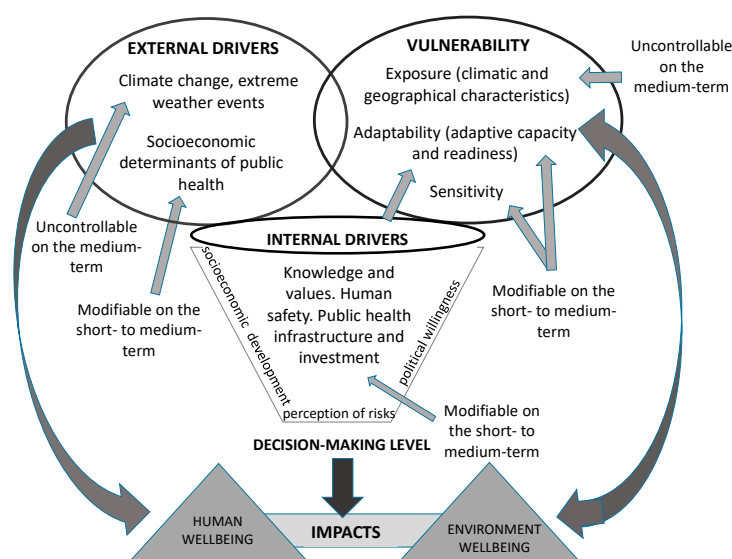 EXTERNAL DRIVERS
Climate change, extreme
weather events
Socioeconomic
determinants of public
health
VULNERABILITY
Exposure (climatic and
geographical characteristics)
Adaptability (adaptive capacity
and readiness)
Sensitivity
Uncontrollable
on the
medium-term
Uncontrollable
on the medium-
term
Modifiable on the
short- to medium-
term
INTERNAL DRIVERS
Knowledge and
values. Human
safety. Public health
infrastructure and
investment
socioeconomic development
political willingness
perception of risks
Modifiable on the
short- to medium-
term
Modifiable on
the short- to
medium-term
DECISION-MAKING LEVEL
HUMAN
WELLBEING
IMPACTS
ENVIRONMENT
WELLBEING